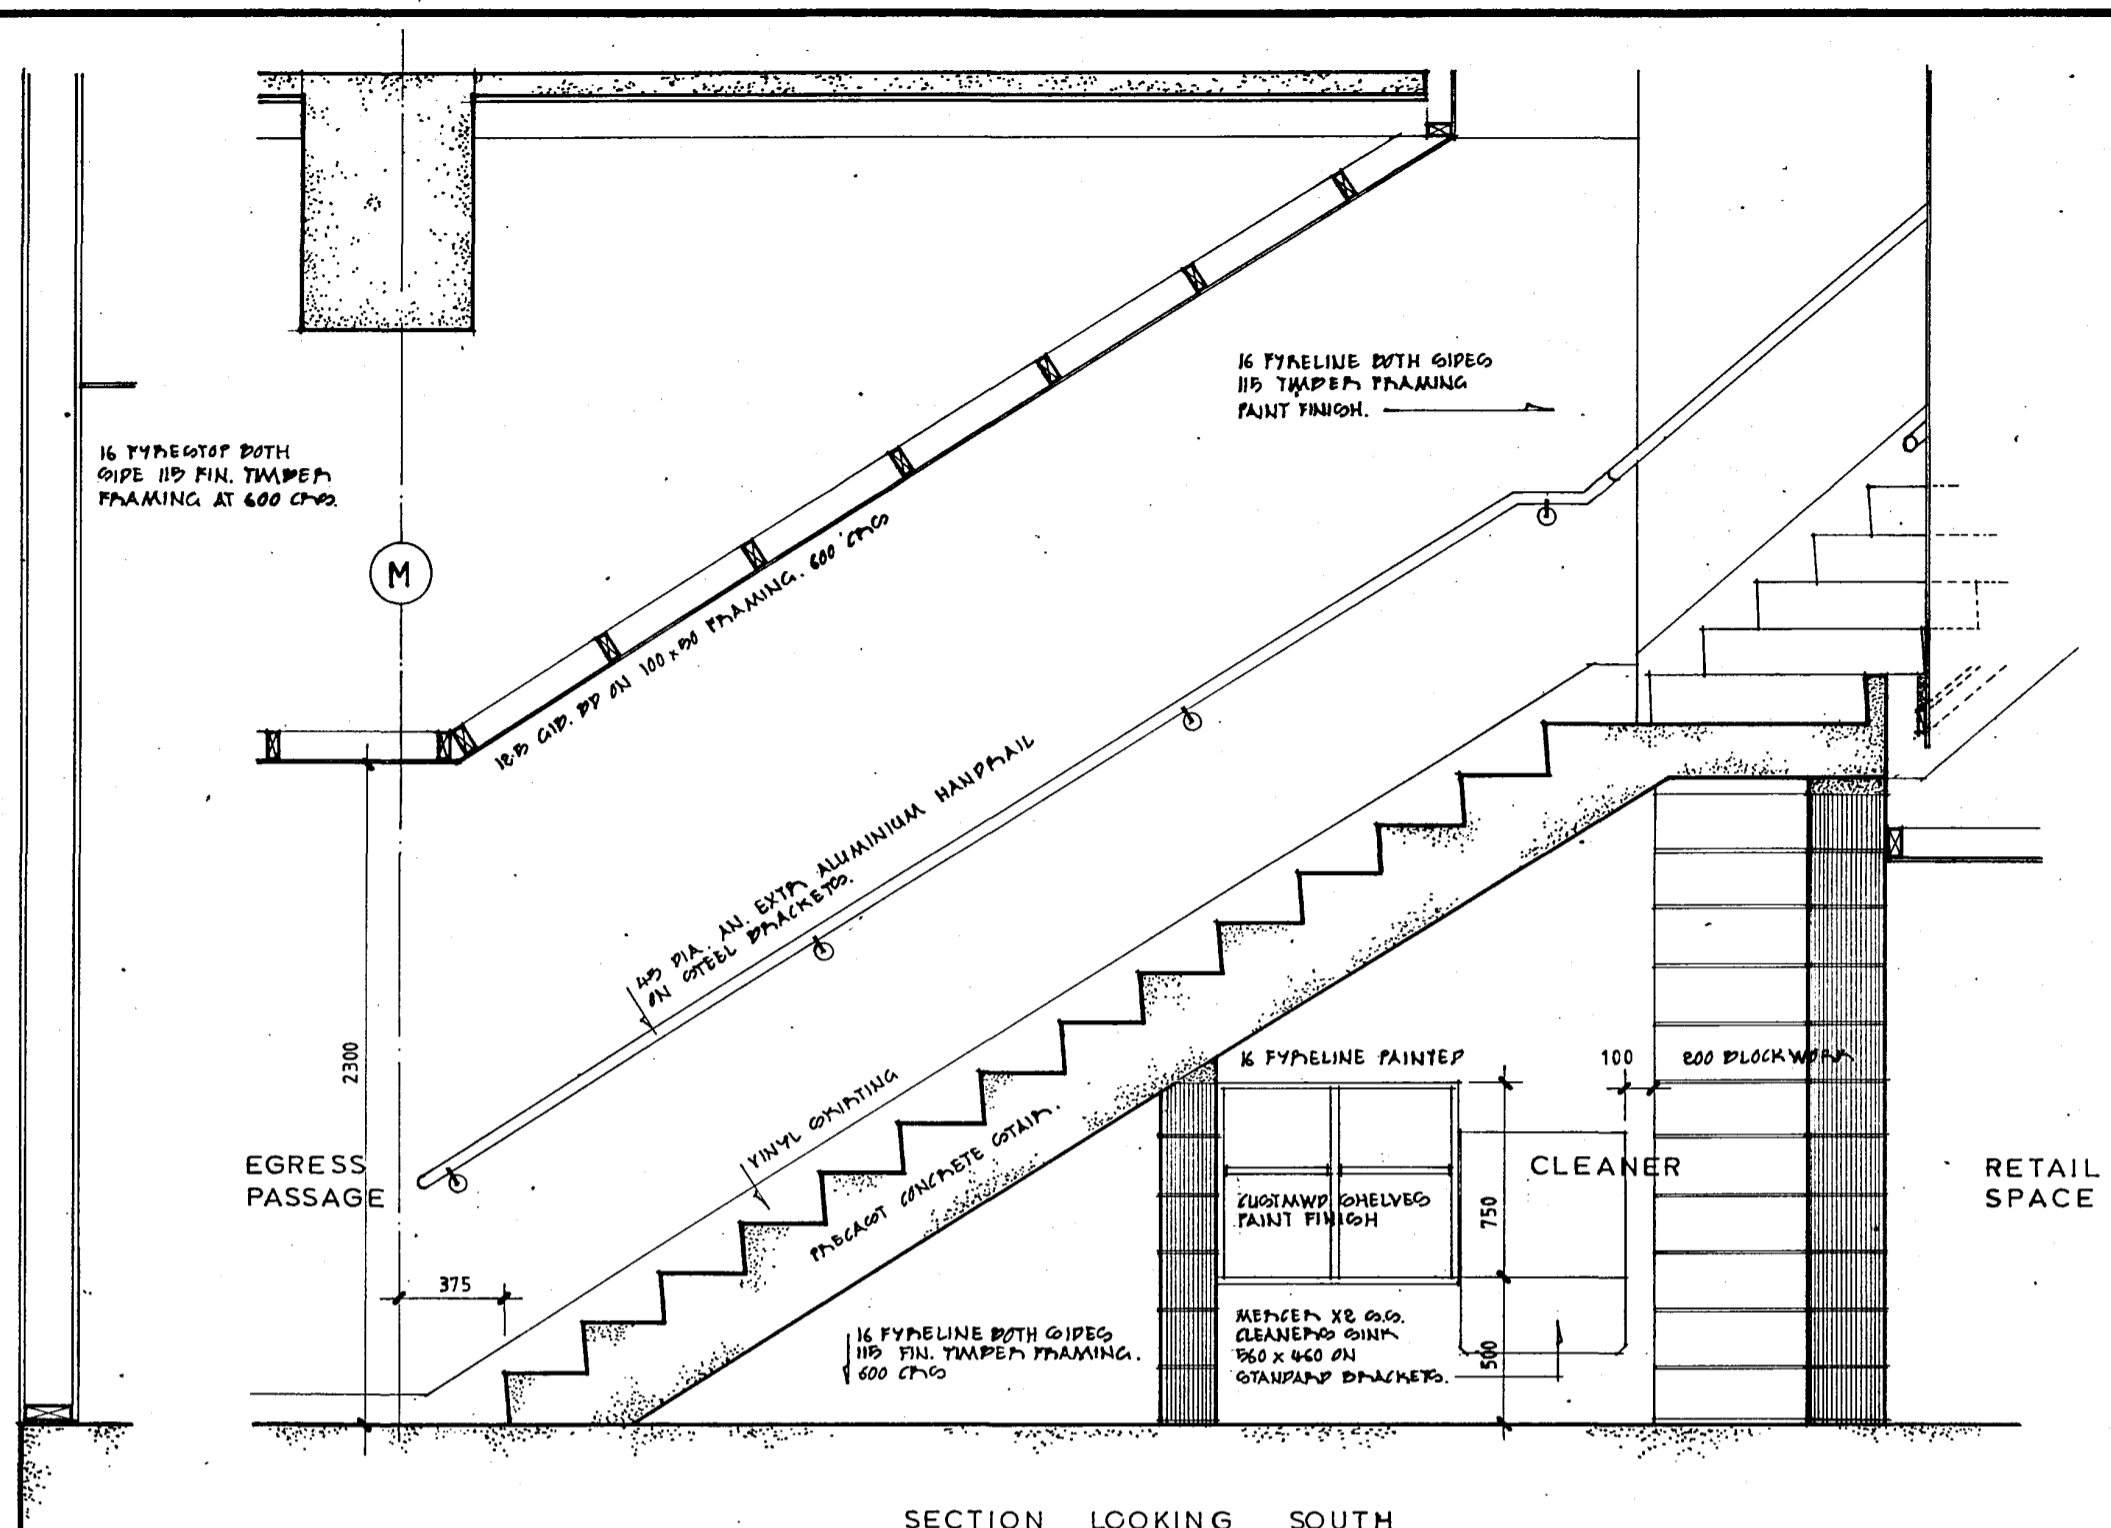 16 FYRELINE BOTH SIDES
115 TIMBER FRAMING
PAINT FINISH.
16 FYRESTOP BOTH
SIDE 115 FIN. TIMBER
FRAMING AT 600 CRS.
M
12.5 GIB. BD ON 100 x 50 FRAMING. 600 CRS
45 DIA. AN. EXTR ALUMINIUM HANDRAIL
ON STEEL BRACKETS.
2300
16 FYRELINE PAINTED
100
200 BLOCKWORK
VINYL SKIRTING
PRECAST CONCRETE STAIR.
EGRESS
PASSAGE
CLEANER
RETAIL
SPACE
CUSTMWD SHELVES
PAINT FINISH
750
375
16 FYRELINE BOTH SIDES
115 FIN. TIMBER FRAMING.
600 CRS
MERCER X2 S.S.
CLEANERS SINK
560 x 460 ON
STANDARD BRACKETS.
500
SECTION LOOKING SOUTH